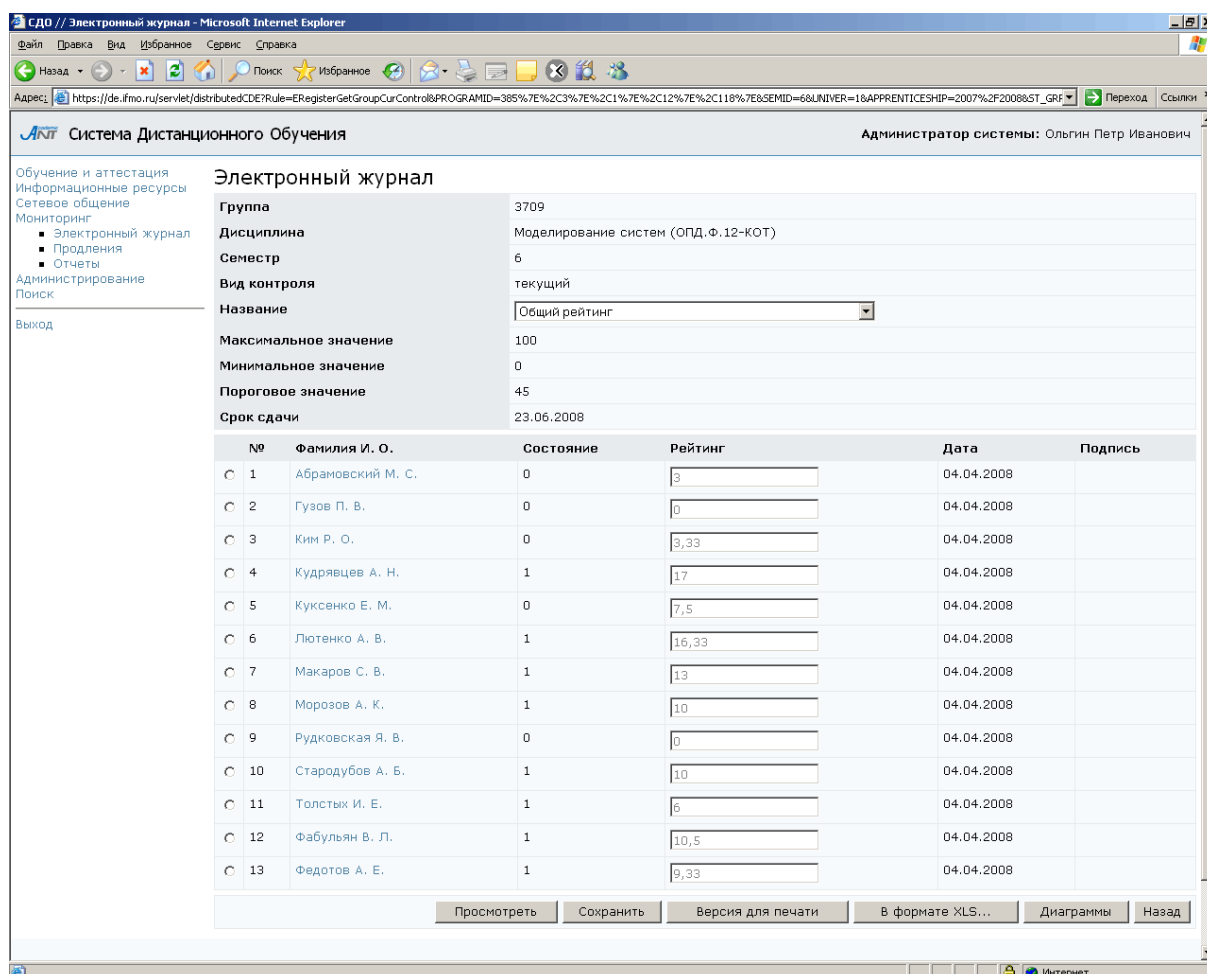 СДО // Электронный журнал - Microsoft Internet Explorer
Файл Правка Вид Избранное Сервис Справка
Назад Поиск Избранное
Адрес: https://de.ifmo.ru/servlet/distributedCDE?Rule=ERegisterGetGroupCurControl&PROGRAMID=385%7E%2C3%7E%2C1%7E%2C12%7E%2C118%7E&SEMID=6&UNIVER=1&APPRENTICESHIP=2007%2F2008&ST_GRF Переход Ссылки
Система Дистанционного Обучения Администратор системы: Ольгин Петр Иванович
Обучение и аттестация
Информационные ресурсы
Сетевое общение
Мониторинг
Электронный журнал
Продления
Отчеты
Администрирование
Поиск
Выход
Электронный журнал
Группа 3709
Дисциплина Моделирование систем (ОПД.Ф.12-КОТ)
Семестр 6
Вид контроля текущий
Название Общий рейтинг
Максимальное значение 100
Минимальное значение 0
Пороговое значение 45
Срок сдачи 23.06.2008
№ Фамилия И. О. Состояние Рейтинг Дата Подпись
1 Абрамовский М. С. 0 3 04.04.2008
2 Гузов П. В. 0 0 04.04.2008
3 Ким Р. О. 0 3,33 04.04.2008
4 Кудрявцев А. Н. 1 17 04.04.2008
5 Куксенко Е. М. 0 7,5 04.04.2008
6 Лютенко А. В. 1 16,33 04.04.2008
7 Макаров С. В. 1 13 04.04.2008
8 Морозов А. К. 1 10 04.04.2008
9 Рудковская Я. В. 0 0 04.04.2008
10 Стародубов А. Б. 1 10 04.04.2008
11 Толстых И. Е. 1 6 04.04.2008
12 Фабульян В. Л. 1 10,5 04.04.2008
13 Федотов А. Е. 1 9,33 04.04.2008
Просмотреть Сохранить Версия для печати В формате XLS... Диаграммы Назад
Интернет